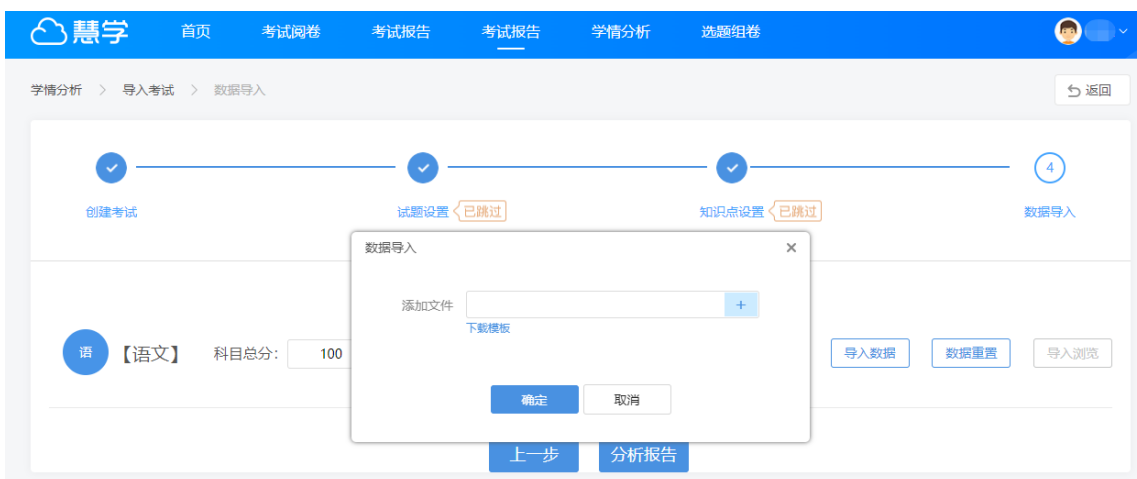 慧学 首页 考试阅卷 考试报告 考试报告 学情分析 选题组卷
学情分析 > 导入考试 > 数据导入 返回
4
创建考试 试题设置 已跳过 知识点设置 已跳过 数据导入
数据导入 ×
添加文件 +
下载模板
语 【语文】 科目总分: 100 导入数据 数据重置 导入浏览
确定 取消
上一步 分析报告